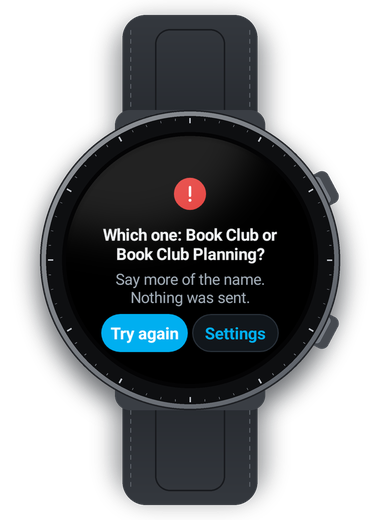 Which one: Book Club or
Book Club Planning?
Say more of the name.
Nothing was sent.
Try again
Settings